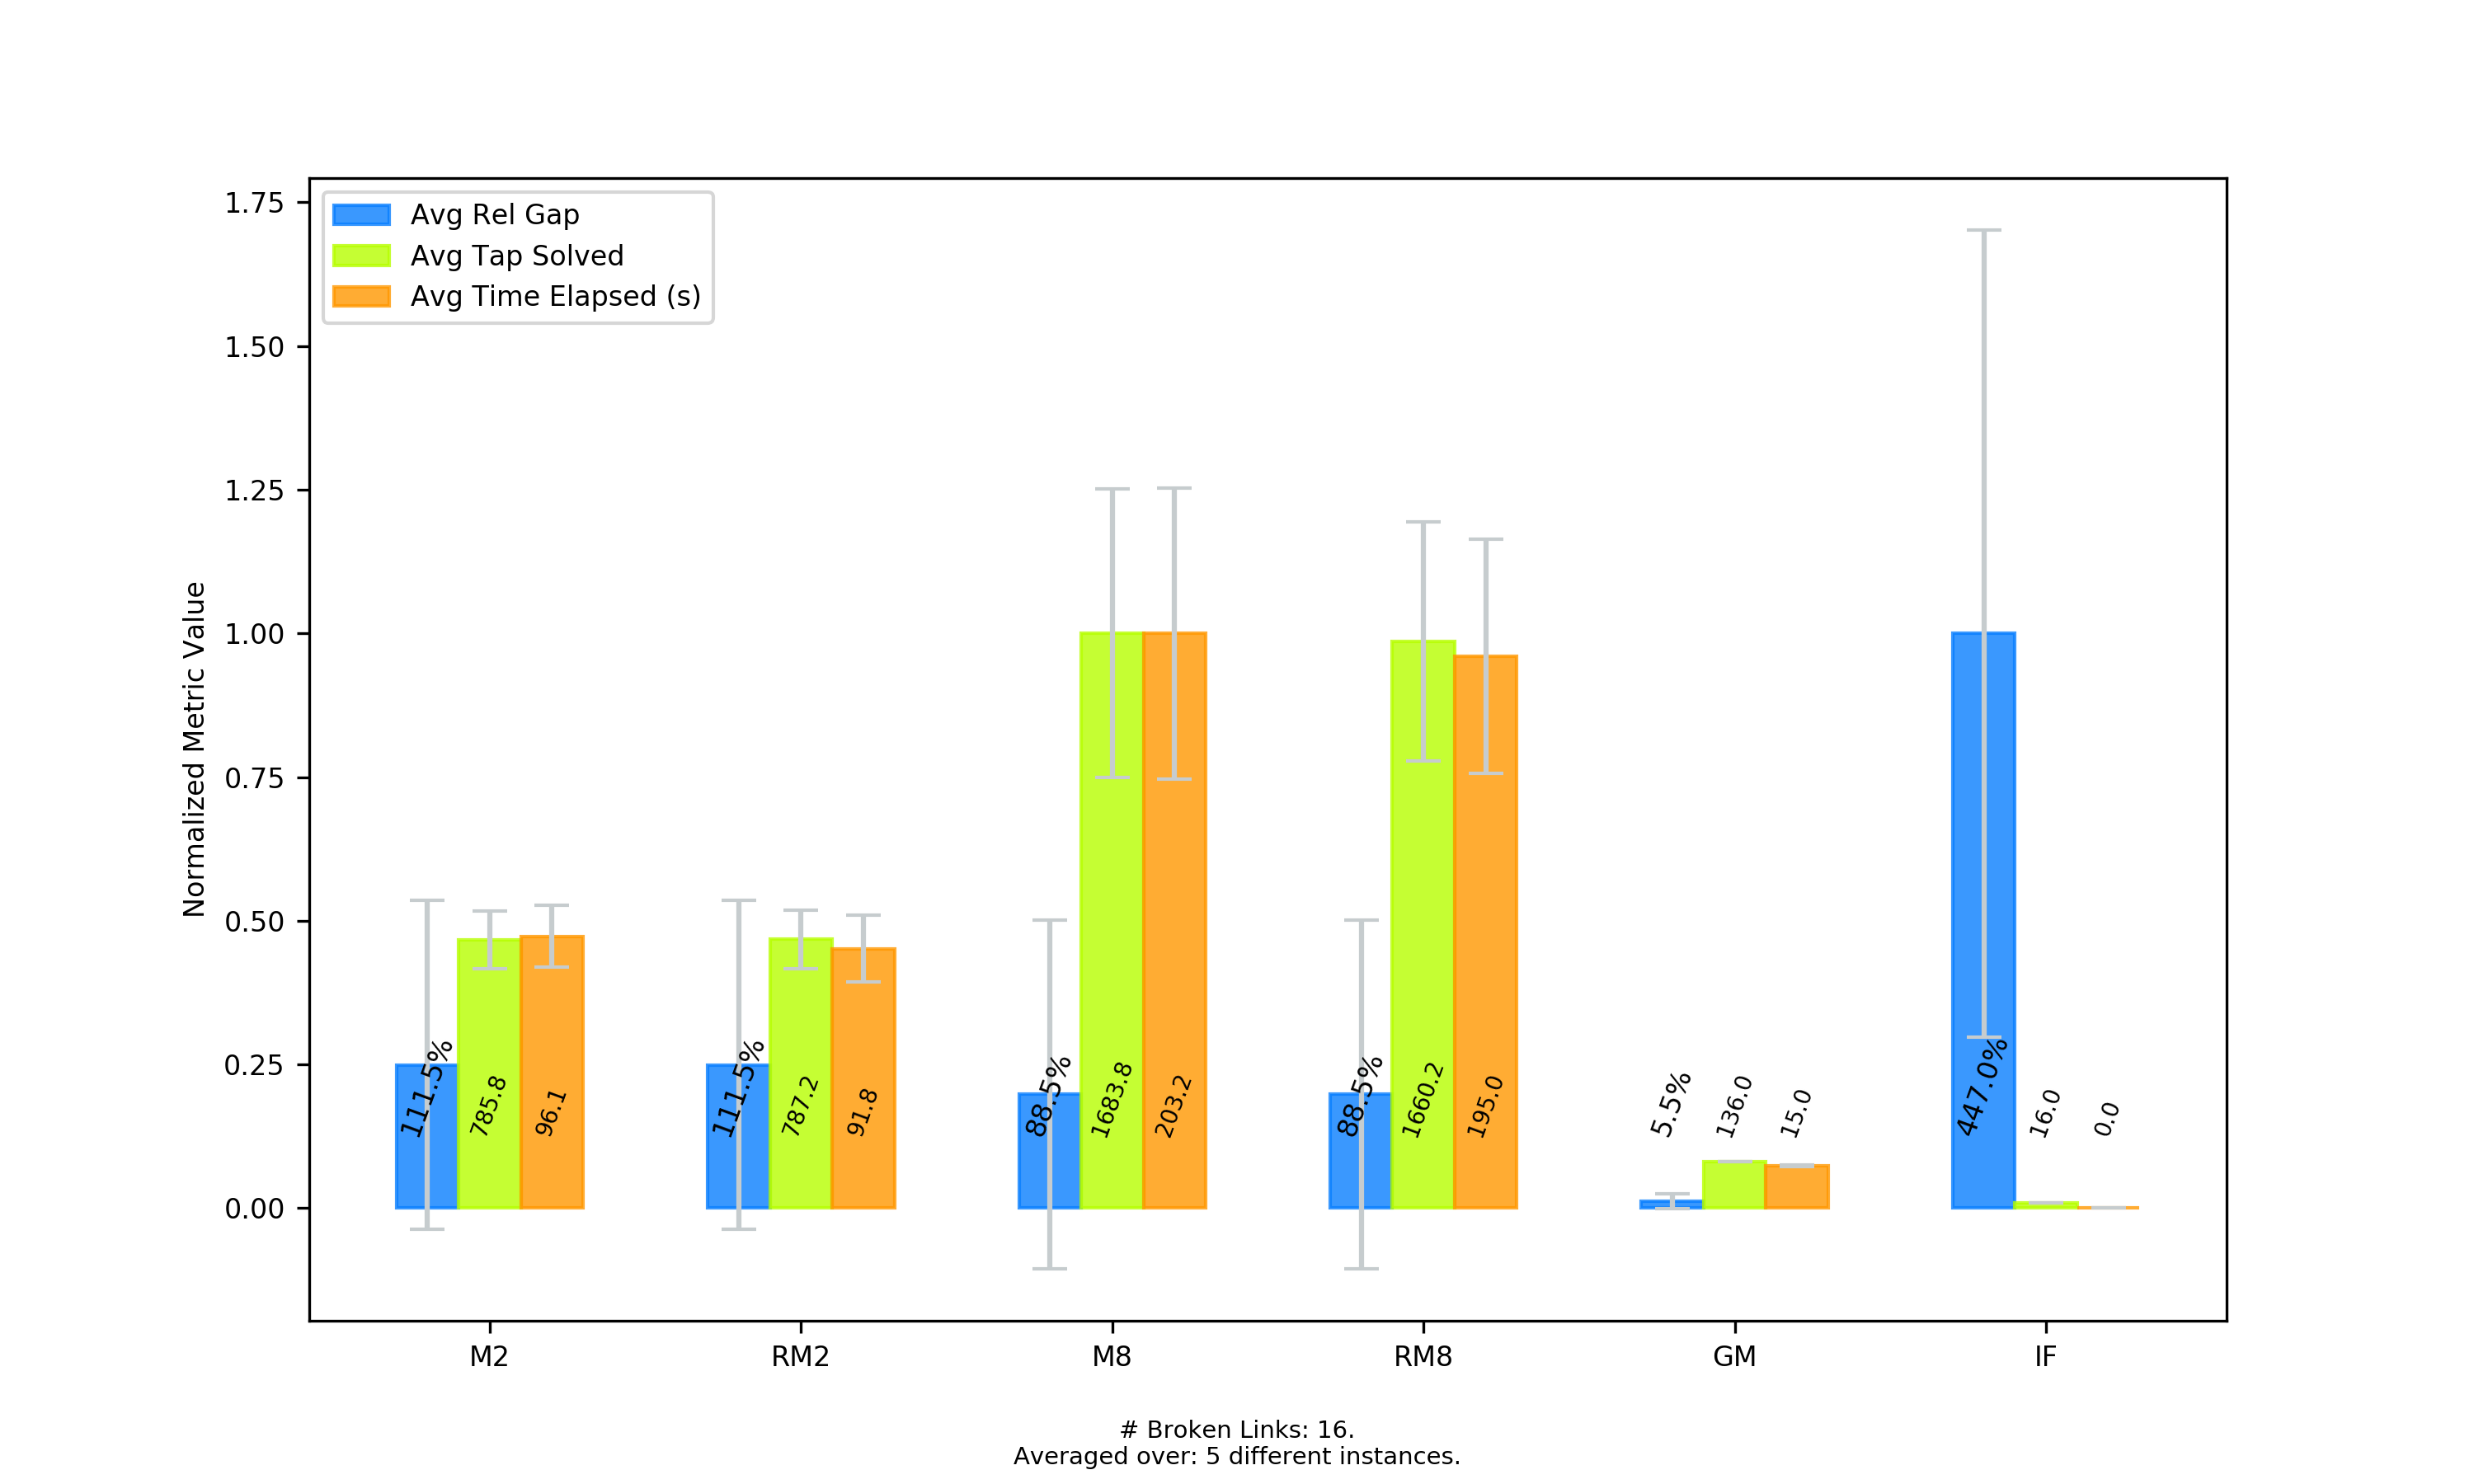 Avg Rel Gap
Avg Tap Solved
Avg Time Elapsed (s)
Normalized Metric Value
1.75
1.50
1.25
1.00
0.75
0.50
0.25
0.00
111.5%
785.8
96.1
111.5%
787.2
91.8
88.5%
1683.8
203.2
88.5%
1660.2
195.0
5.5%
136.0
15.0
447.0%
16.0
0.0
M2
RM2
M8
RM8
GM
IF
# Broken Links: 16.
Averaged over: 5 different instances.